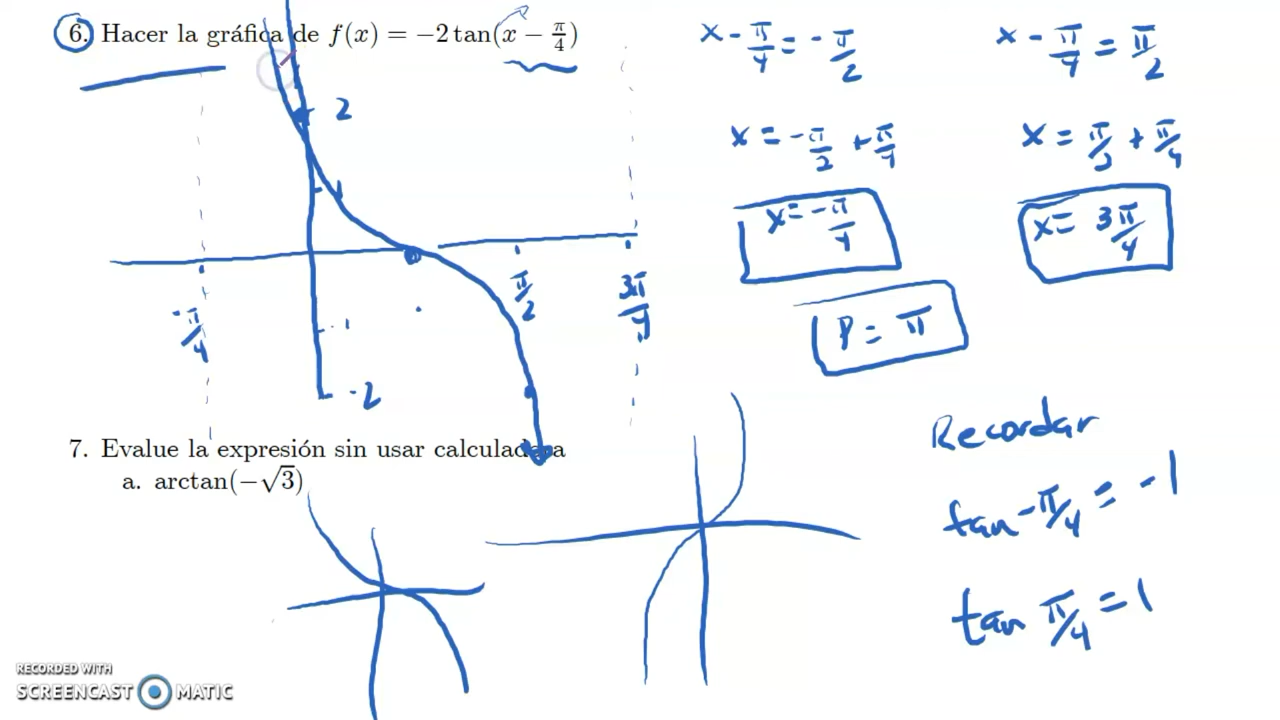 6. Hacer la gráfica de f(x) = −2 tan(x − π/4)
2
-π/4
π/2
3π/4
-1
-2
x - π/4 = -π/2
x = -π/2 + π/4
x = -π/4
x - π/4 = π/2
x = π/2 + π/4
x = 3π/4
P = π
7. Evalue la expresión sin usar calculadora
a. arctan(−√3)
Recordar
tan -π/4 = -1
tan π/4 = 1
RECORDED WITH
SCREENCAST MATIC